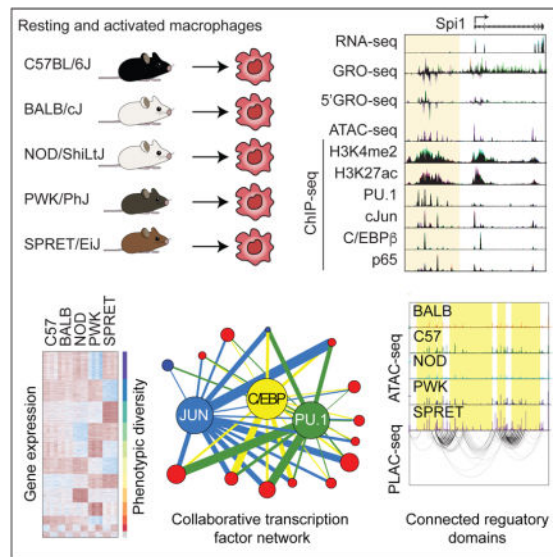 Resting and activated macrophages
C57BL/6J
BALB/cJ
NOD/ShiLtJ
PWK/PhJ
SPRET/EiJ
Spi1
RNA-seq
GRO-seq
5'GRO-seq
ATAC-seq
H3K4me2
H3K27ac
PU.1
cJun
C/EBPβ
p65
ChIP-seq
C57
BALB
NOD
PWK
SPRET
Gene expression
Phenotypic diversity
JUN
C/EBP
PU.1
Collaborative transcription
factor network
BALB
C57
NOD
PWK
SPRET
ATAC-seq
PLAC-seq
Connected reguatory
domains